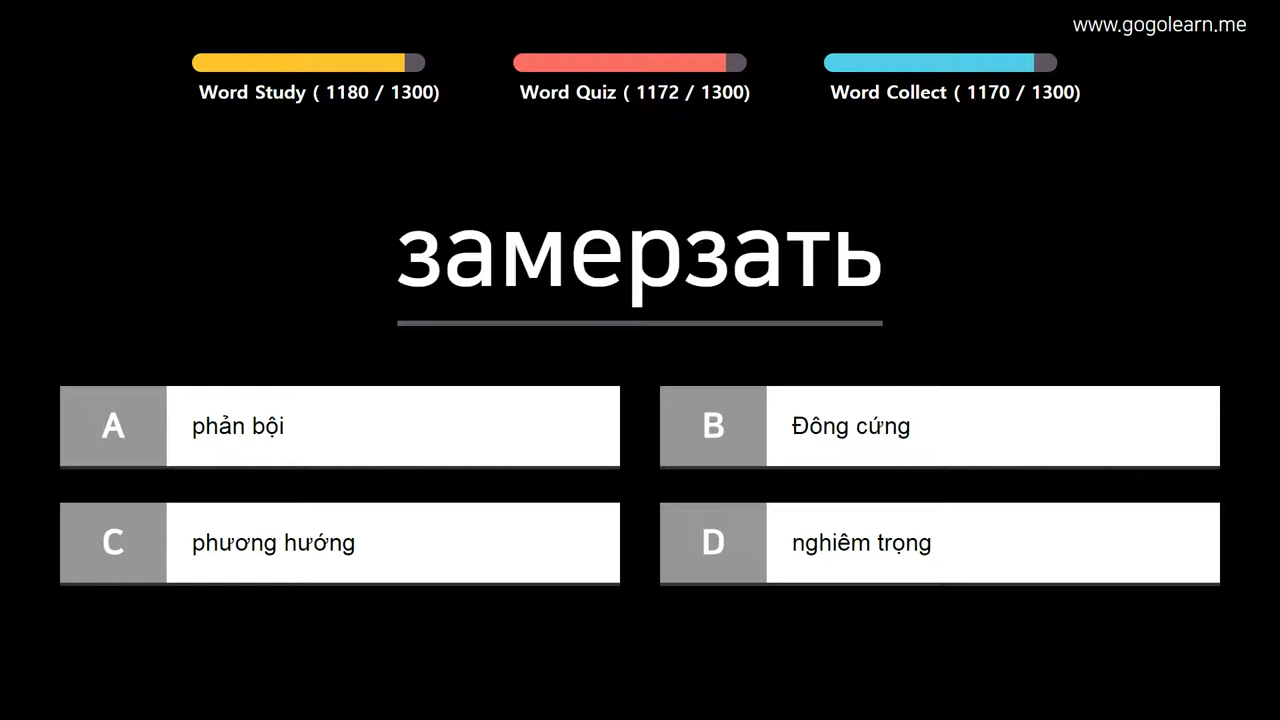 www.gogolearn.me
Word Study ( 1180 / 1300)
Word Quiz ( 1172 / 1300)
Word Collect ( 1170 / 1300)
замерзать
A phản bội
B Đông cứng
C phương hướng
D nghiêm trọng